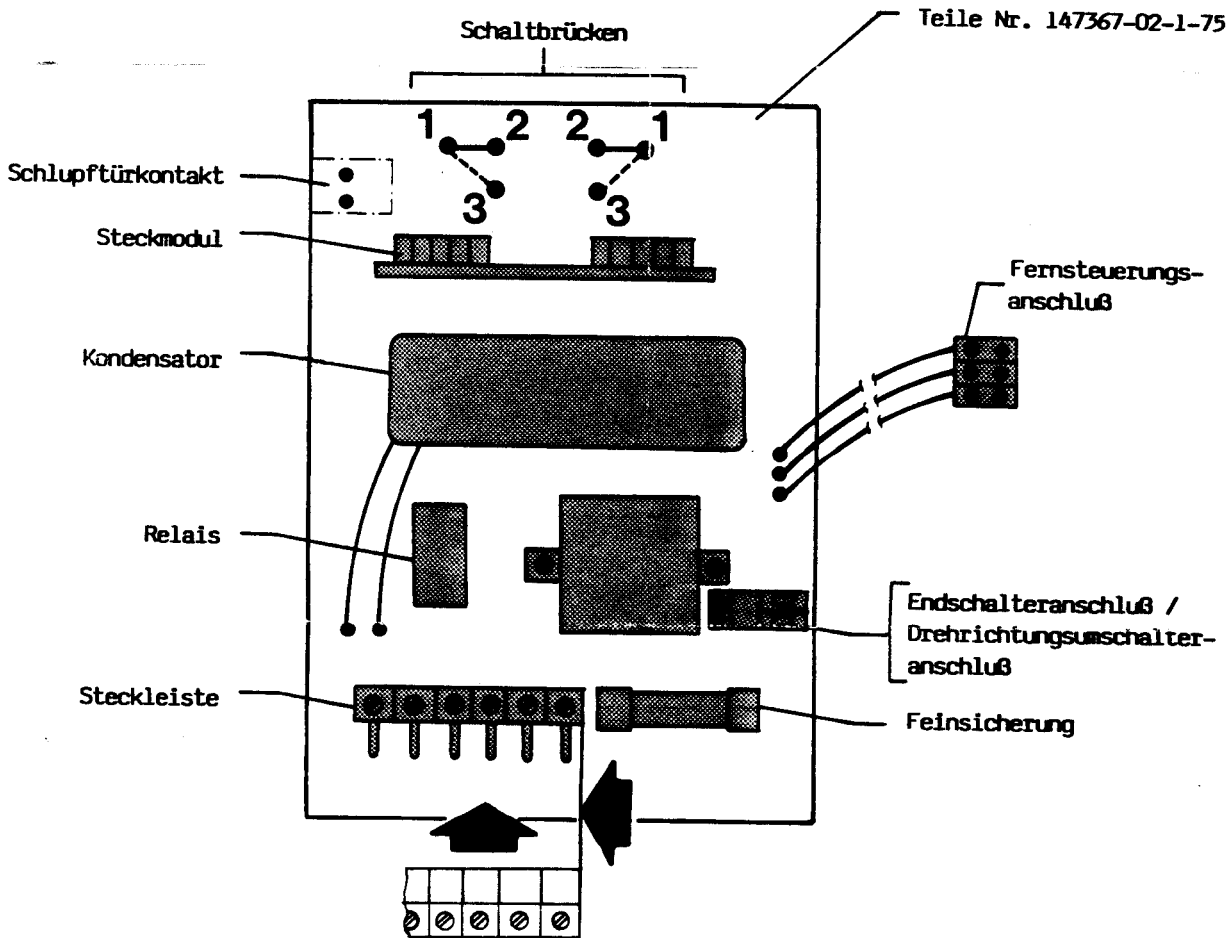 Teile Nr. 147367-02-1-75
Schaltbrücken
1 2 2 1
3 3
Schlupftürkontakt
Steckmodul
Fernsteuerungs-
anschluß
Kondensator
Relais
Endschalteranschluß /
Drehrichtungsumschalter-
anschluß
Steckleiste
Feinsicherung